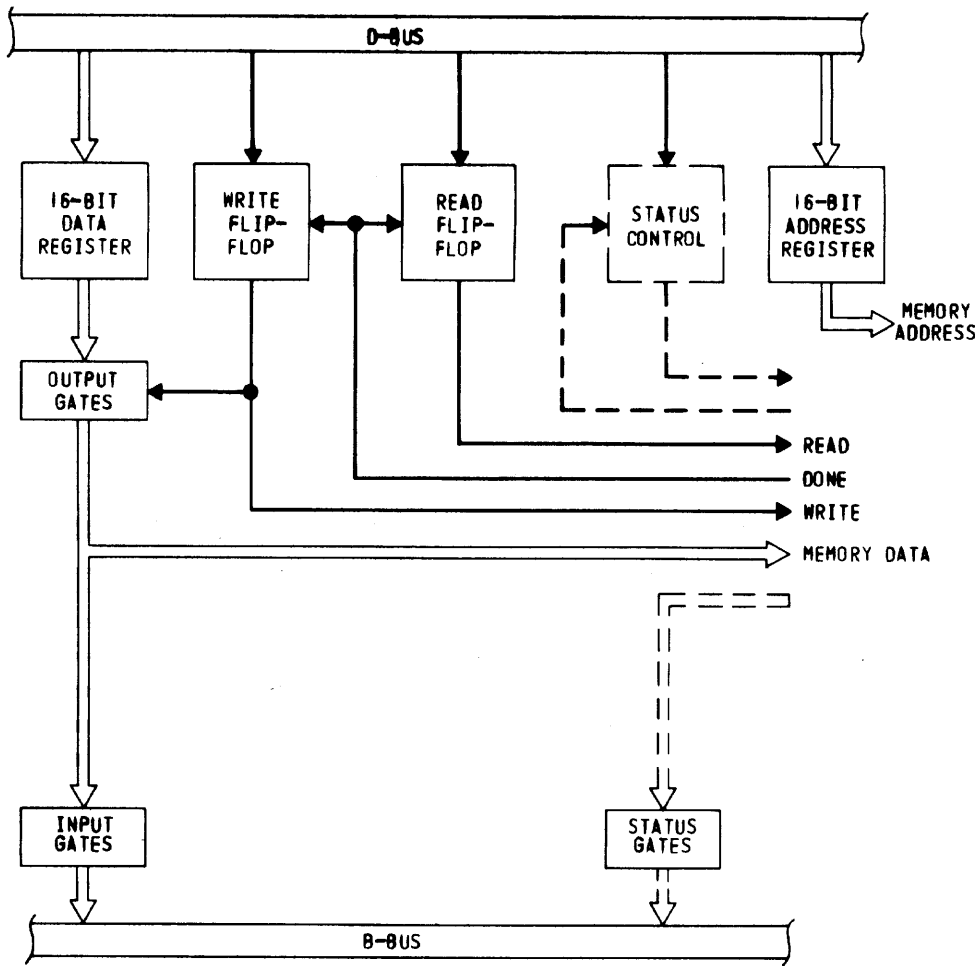 D-BUS
16-BIT
DATA
REGISTER
WRITE
FLIP-
FLOP
READ
FLIP-
FLOP
STATUS
CONTROL
16-BIT
ADDRESS
REGISTER
MEMORY
ADDRESS
OUTPUT
GATES
READ
DONE
WRITE
MEMORY DATA
INPUT
GATES
STATUS
GATES
B-BUS